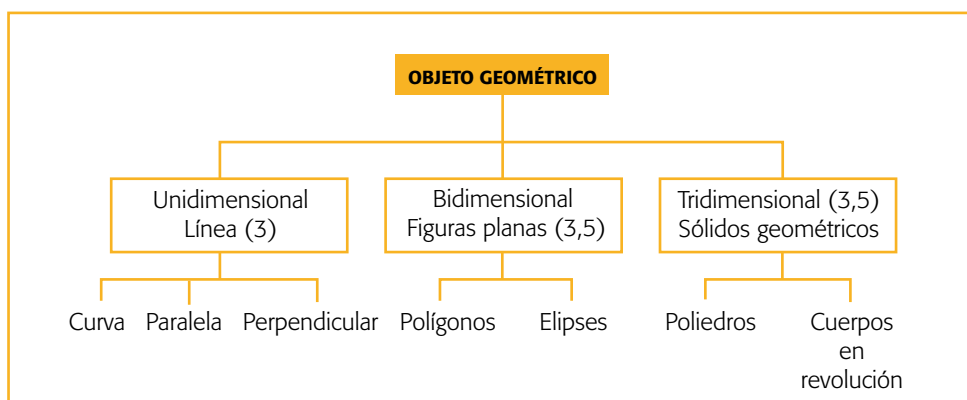 OBJETO GEOMÉTRICO
Unidimensional
Línea (3)
Bidimensional
Figuras planas (3,5)
Tridimensional (3,5)
Sólidos geométricos
Curva
Paralela
Perpendicular
Polígonos
Elipses
Poliedros
Cuerpos
en
revolución